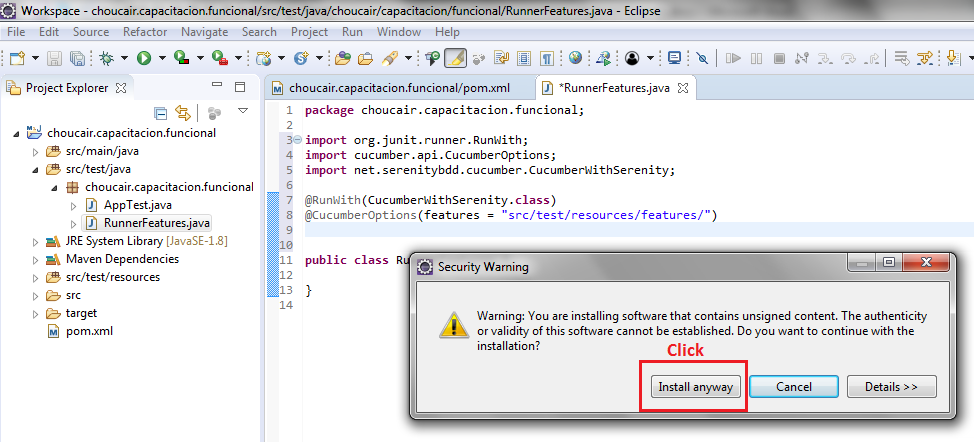 Workspace - choucair.capacitacion.funcional/src/test/java/choucair/capacitacion/funcional/RunnerFeatures.java - Eclipse
File Edit Source Refactor Navigate Search Project Run Window Help
Project Explorer
choucair.capacitacion.funcional
src/main/java
src/test/java
choucair.capacitacion.funcional
AppTest.java
RunnerFeatures.java
JRE System Library [JavaSE-1.8]
Maven Dependencies
src/test/resources
src
target
pom.xml
choucair.capacitacion.funcional/pom.xml
*RunnerFeatures.java
1 package choucair.capacitacion.funcional;
2
3 import org.junit.runner.RunWith;
4 import cucumber.api.CucumberOptions;
5 import net.serenitybdd.cucumber.CucumberWithSerenity;
6
7 @RunWith(CucumberWithSerenity.class)
8 @CucumberOptions(features = "src/test/resources/features/")
9
10
11 public class Ru
12
13 }
14
Security Warning
Warning: You are installing software that contains unsigned content. The authenticity
or validity of this software cannot be established. Do you want to continue with the
installation?
Click
Install anyway
Cancel
Details >>